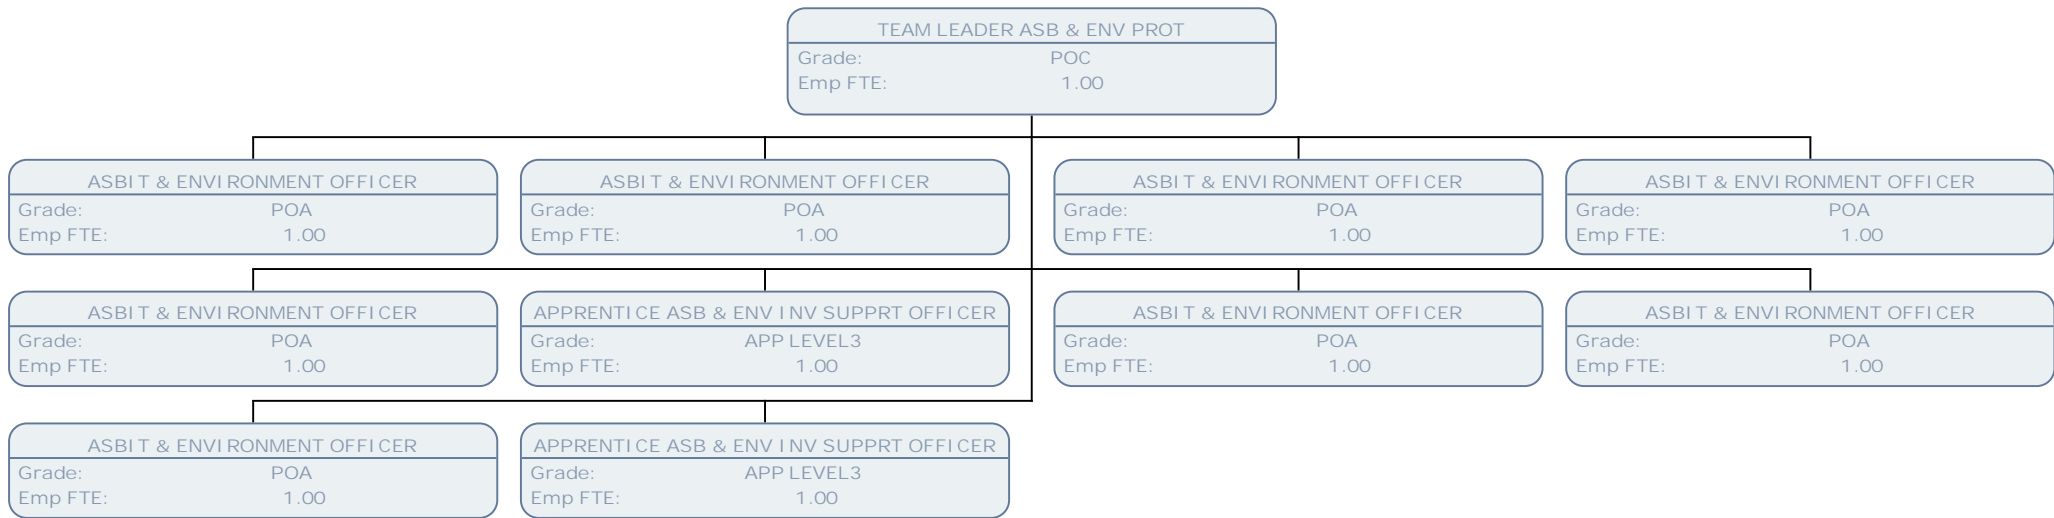 TEAM LEADER ASB & ENV PROT
Grade: POC
Emp FTE: 1.00
ASBIT & ENVIRONMENT OFFICER
Grade: POA
Emp FTE: 1.00
ASBIT & ENVIRONMENT OFFICER
Grade: POA
Emp FTE: 1.00
ASBIT & ENVIRONMENT OFFICER
Grade: POA
Emp FTE: 1.00
ASBIT & ENVIRONMENT OFFICER
Grade: POA
Emp FTE: 1.00
ASBIT & ENVIRONMENT OFFICER
Grade: POA
Emp FTE: 1.00
APPRENTICE ASB & ENV INV SUPPRT OFFICER
Grade: APP LEVEL3
Emp FTE: 1.00
ASBIT & ENVIRONMENT OFFICER
Grade: POA
Emp FTE: 1.00
ASBIT & ENVIRONMENT OFFICER
Grade: POA
Emp FTE: 1.00
ASBIT & ENVIRONMENT OFFICER
Grade: POA
Emp FTE: 1.00
APPRENTICE ASB & ENV INV SUPPRT OFFICER
Grade: APP LEVEL3
Emp FTE: 1.00